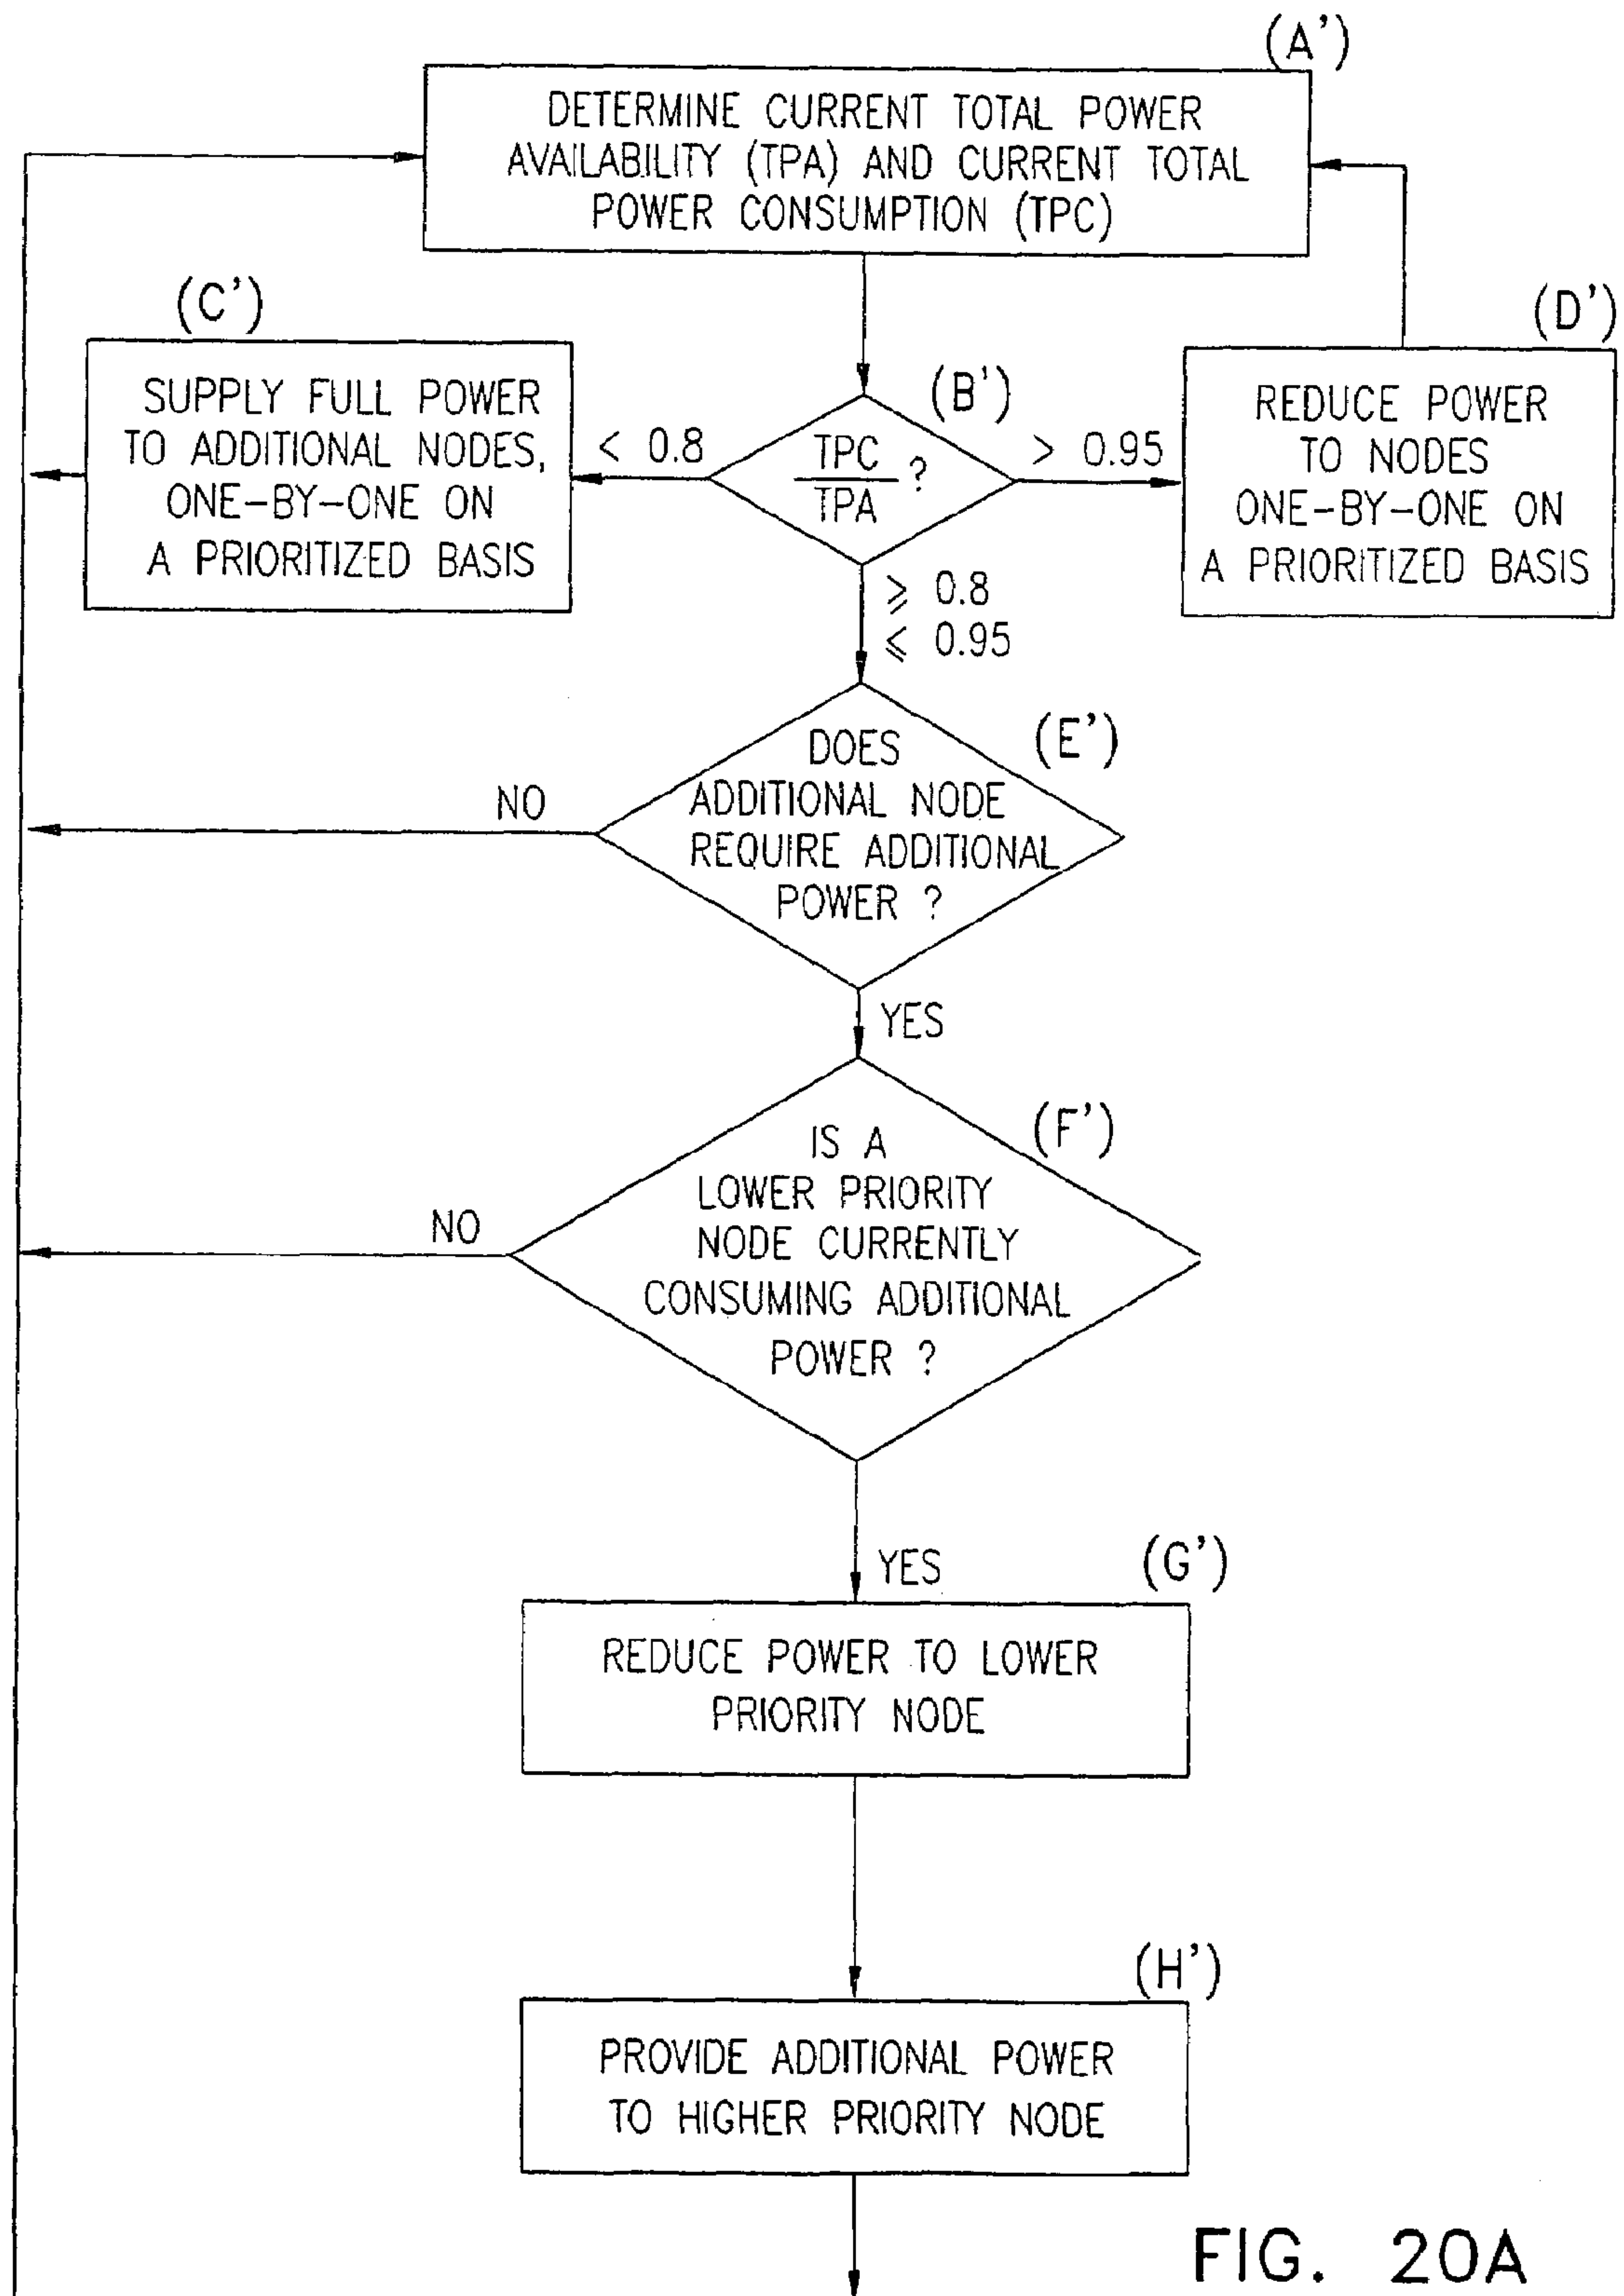 (A')
DETERMINE CURRENT TOTAL POWER
AVAILABILITY (TPA) AND CURRENT TOTAL
POWER CONSUMPTION (TPC)
(C')
SUPPLY FULL POWER
TO ADDITIONAL NODES,
ONE-BY-ONE ON
A PRIORITIZED BASIS
< 0.8
(B')
TPC
TPA
?
> 0.95
(D')
REDUCE POWER
TO NODES
ONE-BY-ONE ON
A PRIORITIZED BASIS
⩾ 0.8
⩽ 0.95
(E')
DOES
ADDITIONAL NODE
REQUIRE ADDITIONAL
POWER ?
NO
YES
(F')
IS A
LOWER PRIORITY
NODE CURRENTLY
CONSUMING ADDITIONAL
POWER ?
NO
YES
(G')
REDUCE POWER TO LOWER
PRIORITY NODE
(H')
PROVIDE ADDITIONAL POWER
TO HIGHER PRIORITY NODE
FIG. 20A